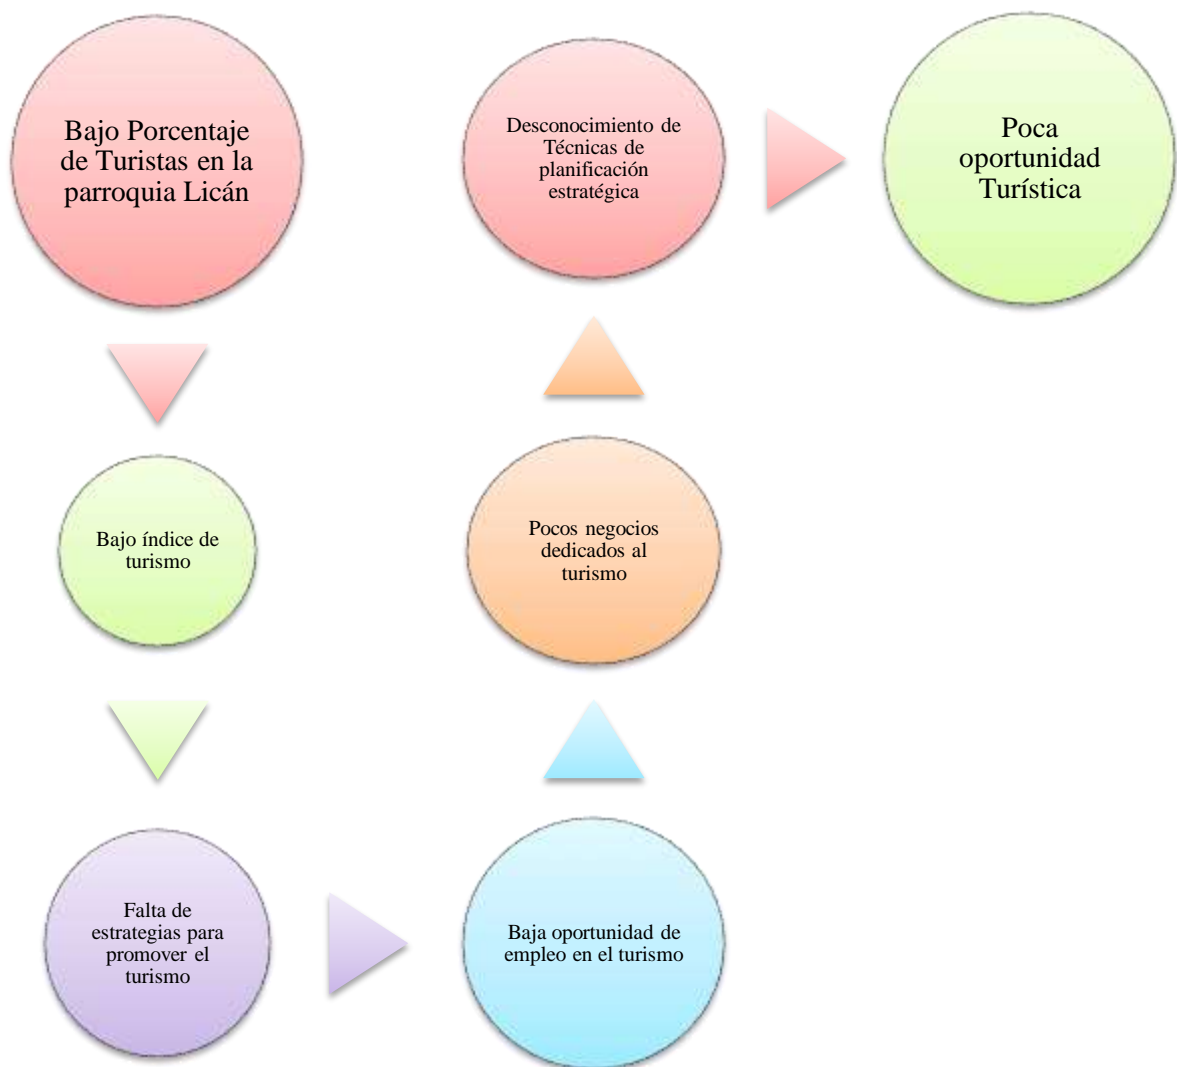 Bajo Porcentaje
de Turistas en la
parroquia Licán
Bajo índice de
turismo
Falta de
estrategias para
promover el
turismo
Baja oportunidad de
empleo en el turismo
Pocos negocios
dedicados al
turismo
Desconocimiento de
Técnicas de
planificación
estratégica
Poca
oportunidad
Turística